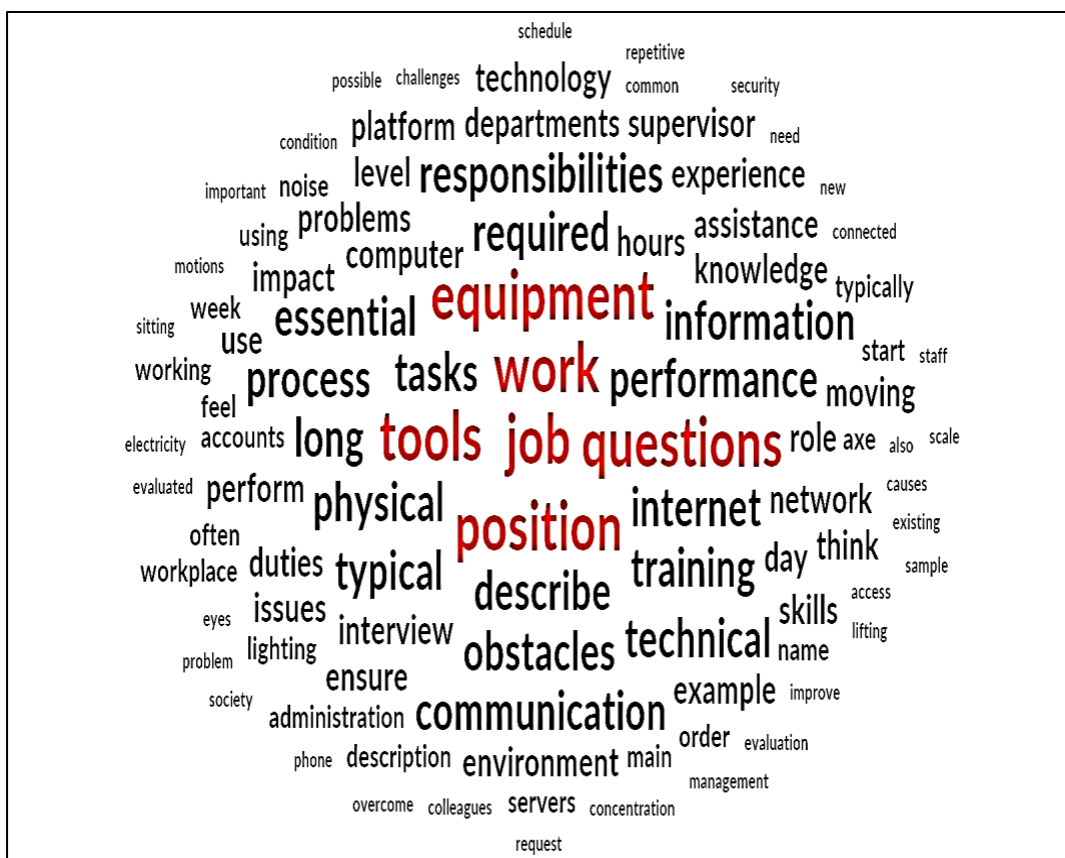 schedule
repetitive
possible challenges technology common security
condition platform departments supervisor need
important noise level responsibilities experience new
using problems computer required hours assistance connected
motions impact equipment knowledge typically
sitting week use essential information start staff
working process tasks work performance moving
feel
electricity accounts long tools job questions role axe also scale
evaluated perform physical position internet network causes
existing
often workplace duties typical describe training day think sample
eyes issues interview obstacles technical skills access
lifting
problem lighting ensure name
society administration communication example improve
phone description environment main order evaluation
management
overcome colleagues servers concentration
request